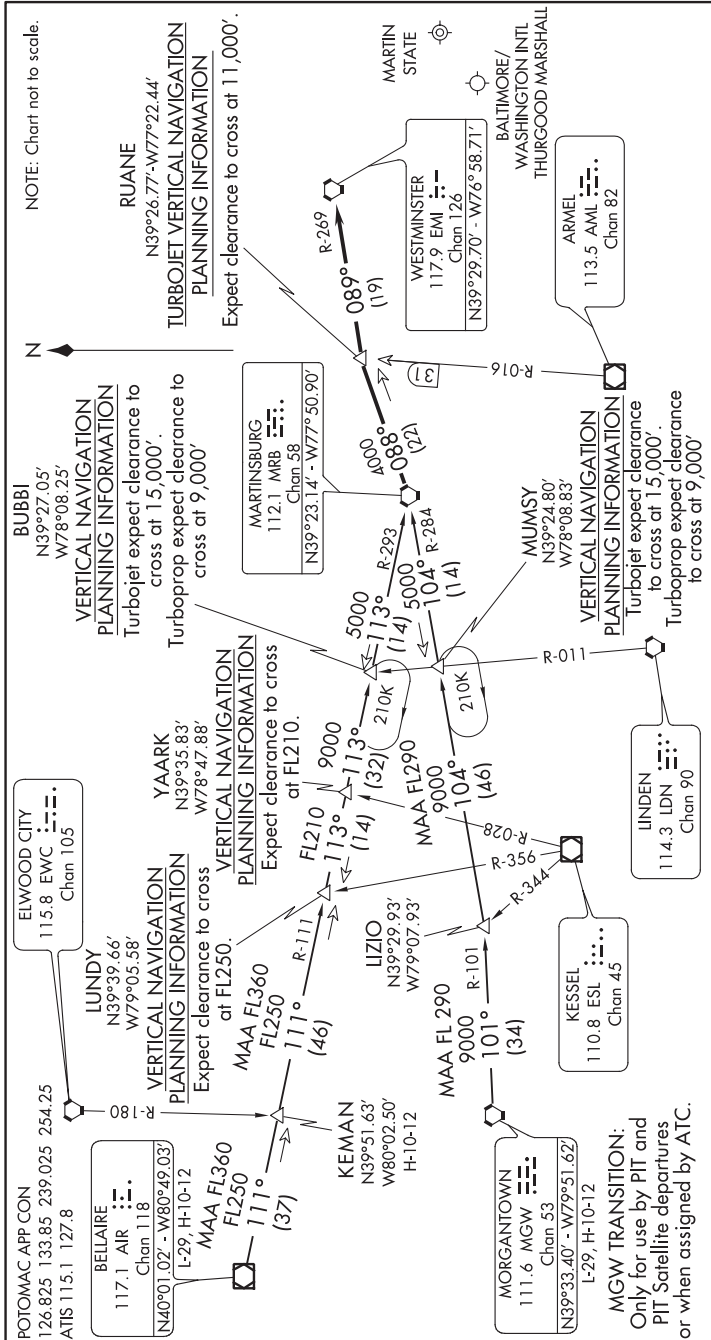 POTOMAC APP CON
126.825 133.85 239.025 254.25
ATIS 115.1 127.8
NOTE: Chart not to scale.
BELLAIRE
117.1 AIR
Chan 118
N40°01.02' - W80°49.03'
L-29, H-10-12
ELWOOD CITY
115.8 EWC
Chan 105
R-180
MAA FL360
FL250
111°
(37)
KEMAN
N39°51.63'
W80°02.50'
H-10-12
MAA FL360
FL250
111°
(46)
R-111
LUNDY
N39°39.66'
W79°05.58'
VERTICAL NAVIGATION
PLANNING INFORMATION
Expect clearance to cross
at FL250.
FL210
113°
(14)
YAARK
N39°35.83'
W78°47.88'
VERTICAL NAVIGATION
PLANNING INFORMATION
Expect clearance to cross
at FL210.
9000
113°
(32)
210K
BUBBI
N39°27.05'
W78°08.25'
VERTICAL NAVIGATION
PLANNING INFORMATION
Turbojet expect clearance to
cross at 15,000'.
Turboprop expect clearance to
cross at 9,000'
5000
113°
(14)
R-293
N
MARTINSBURG
112.1 MRB
Chan 58
N39°23.14' - W77°50.90'
4000
088°
(22)
RUANE
N39°26.77'-W77°22.44'
TURBOJET VERTICAL NAVIGATION
PLANNING INFORMATION
Expect clearance to cross at 11,000'.
089°
(19)
R-269
WESTMINSTER
117.9 EMI
Chan 126
N39°29.70' - W76°58.71'
MARTIN
STATE
BALTIMORE/
WASHINGTON INTL
THURGOOD MARSHALL
31
R-016
ARMEL
113.5 AML
Chan 82
MORGANTOWN
111.6 MGW
Chan 53
N39°33.40' - W79°51.62'
L-29, H-10-12
MGW TRANSITION:
Only for use by PIT and
PIT Satellite departures
or when assigned by ATC.
MAA FL 290
9000
101°
(34)
R-101
LIZIO
N39°29.93'
W79°07.93'
R-344
R-356
R-028
KESSEL
110.8 ESL
Chan 45
MAA FL290
9000
104°
(46)
210K
5000
104°
(14)
R-284
MUMSY
N39°24.80'
W78°08.83'
VERTICAL NAVIGATION
PLANNING INFORMATION
Turbojet expect clearance
to cross at 15,000'.
Turboprop expect clearance
to cross at 9,000'
R-011
LINDEN
114.3 LDN
Chan 90